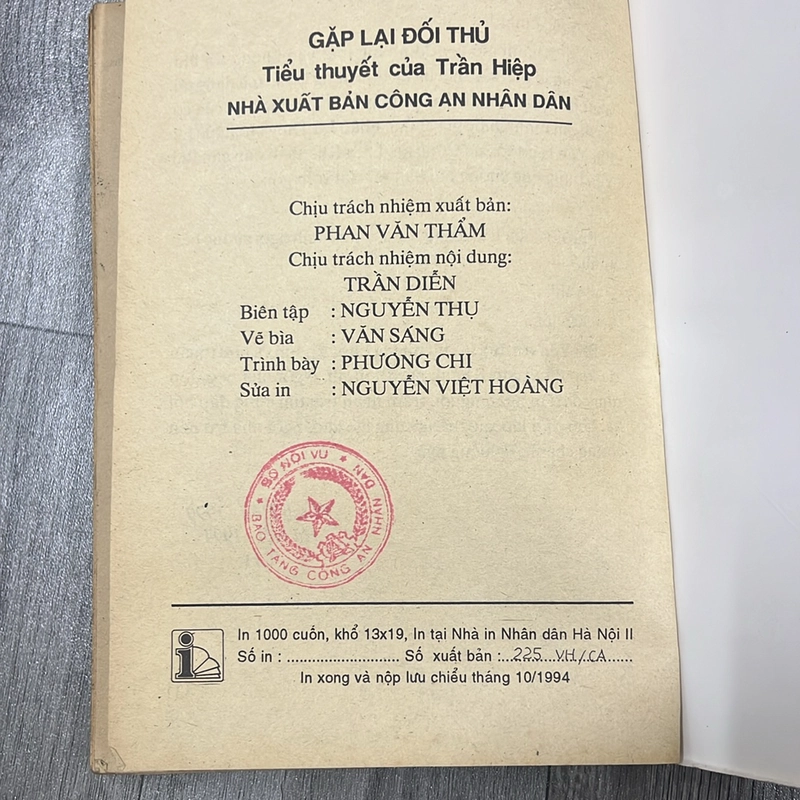 GẶP LẠI ĐỐI THỦ
Tiểu thuyết của Trần Hiệp
NHÀ XUẤT BẢN CÔNG AN NHÂN DÂN
Chịu trách nhiệm xuất bản:
PHAN VĂN THẨM
Chịu trách nhiệm nội dung:
TRẦN DIỄN
Biên tập : NGUYỄN THỤ
Vẽ bìa : VĂN SÁNG
Trình bày : PHƯƠNG CHI
Sửa in : NGUYỄN VIỆT HOÀNG
BỘ NỘI VỤ
BẢO TÀNG CÔNG AN NHÂN DÂN
In 1000 cuốn, khổ 13x19, In tại Nhà in Nhân dân Hà Nội II
Số in : ........................... Số xuất bản : ...225...VH/CA......
In xong và nộp lưu chiểu tháng 10/1994